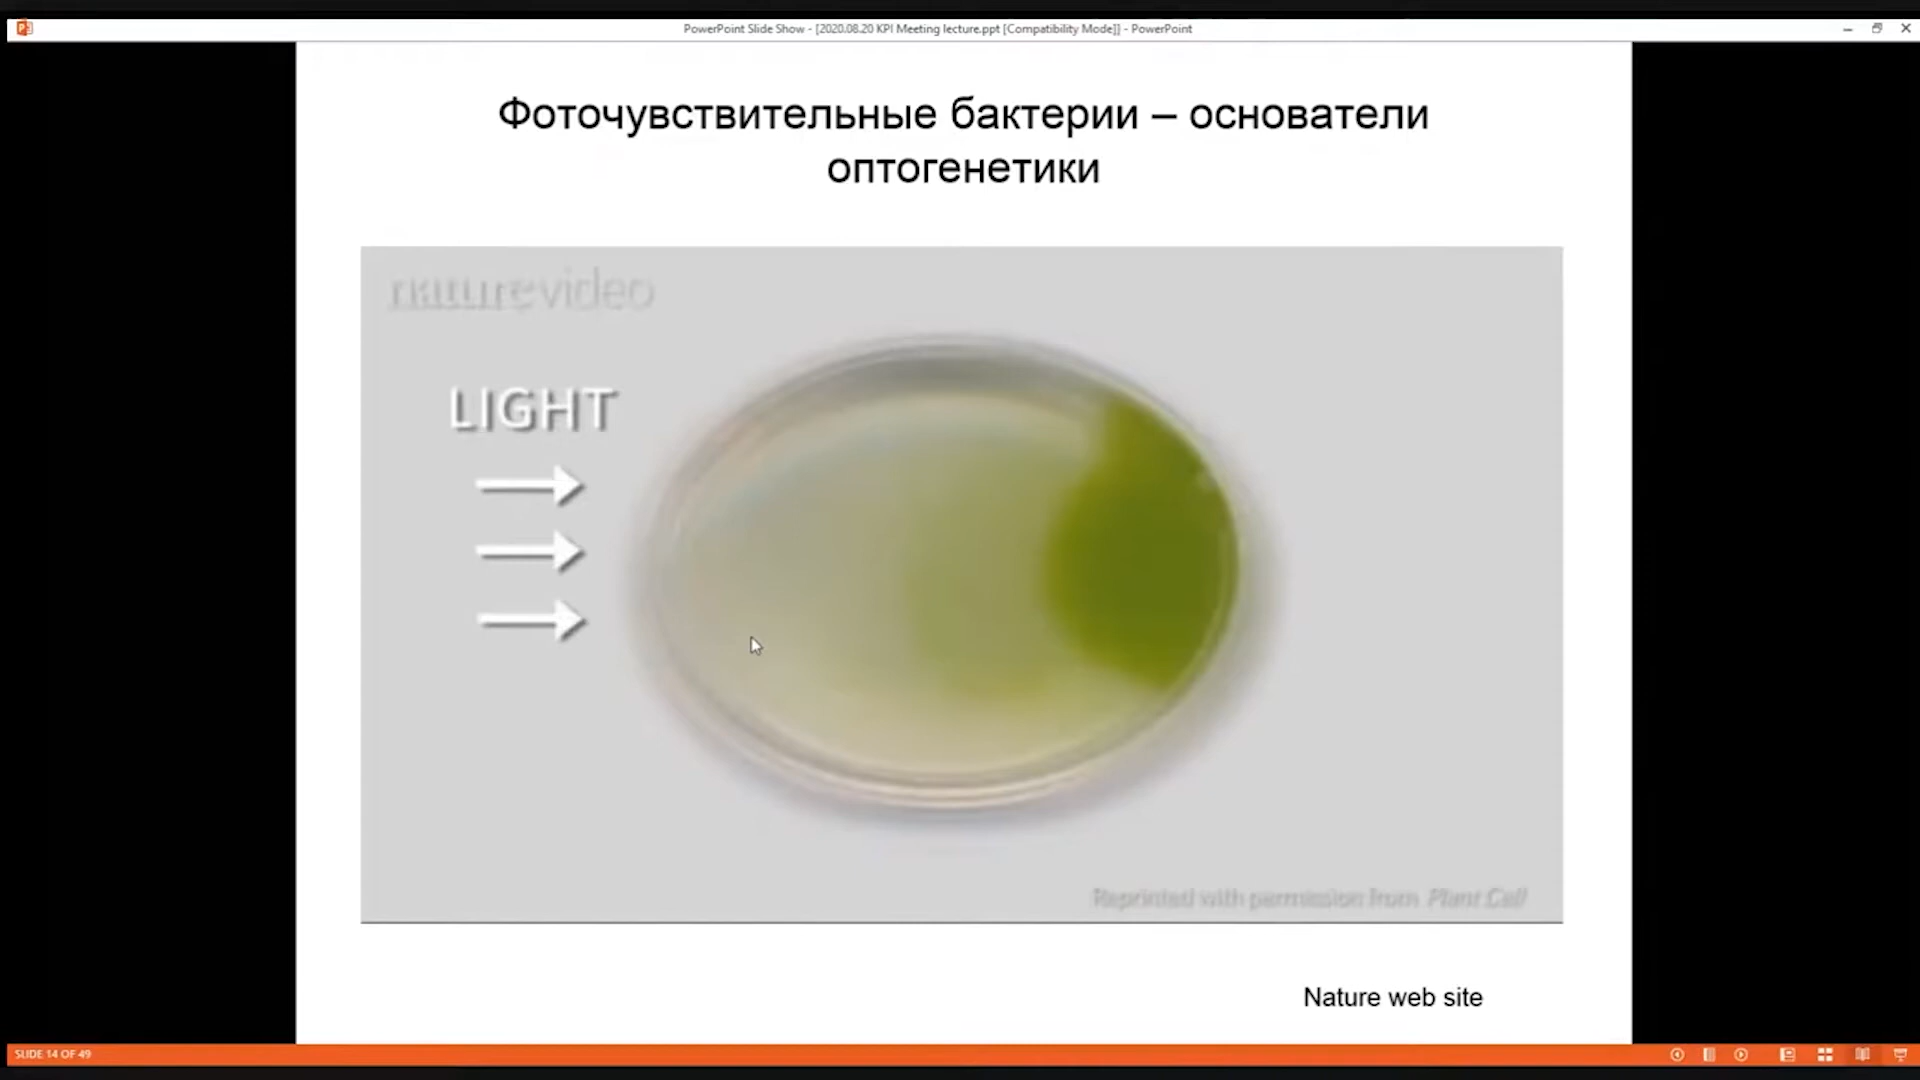 PowerPoint Slide Show - [2020.08.20 KPI Meeting lecture.ppt [Compatibility Mode]] - PowerPoint
Фоточувствительные бактерии – основатели
оптогенетики
naturevideo
LIGHT
Reprinted with permission from Plant Cell
Nature web site
SLIDE 14 OF 49